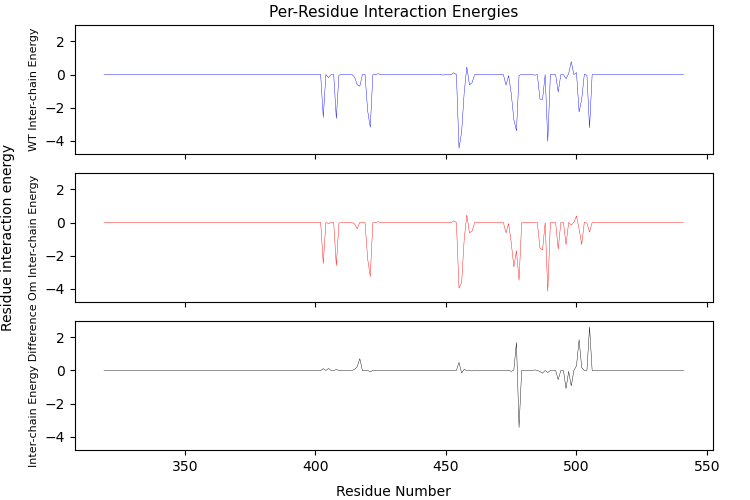 Per-Residue Interaction Energies
Residue interaction energy
WT Inter-chain Energy
2
0
−2
−4
Om Inter-chain Energy
2
0
−2
−4
Inter-chain Energy Difference
2
0
−2
−4
350
400
450
500
550
Residue Number